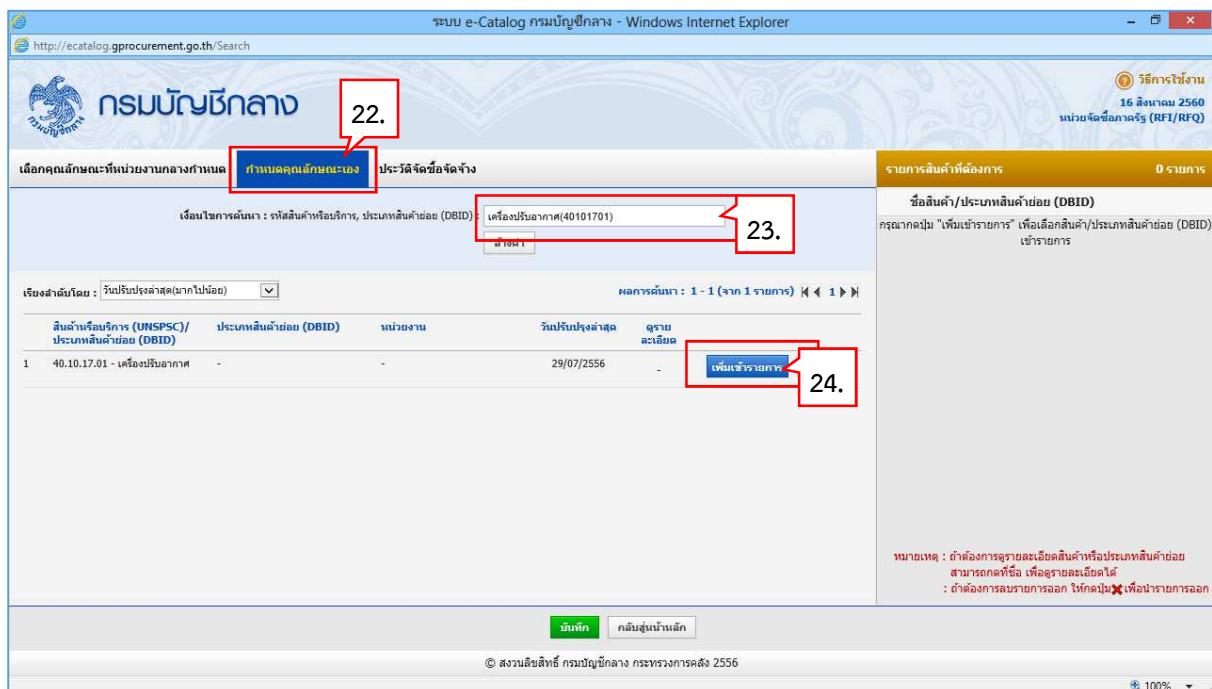 ระบบ e-Catalog กรมบัญชีกลาง - Windows Internet Explorer
http://ecatalog.gprocurement.go.th/Search
กรมบัญชีกลาง
กรมบัญชีกลาง
22.
วิธีการใช้งาน
16 สิงหาคม 2560
หน่วยจัดซื้อภาครัฐ (RFI/RFQ)
เลือกคุณลักษณะที่หน่วยงานกลางกำหนด กำหนดคุณลักษณะเอง ประวัติจัดซื้อจัดจ้าง
รายการสินค้าที่ต้องการ 0 รายการ
เงื่อนไขการค้นหา : รหัสสินค้าหรือบริการ, ประเภทสินค้าย่อย (DBID) : เครื่องปรับอากาศ(40101701)
23.
ล้างค่า
ชื่อสินค้า/ประเภทสินค้าย่อย (DBID)
กรุณากดปุ่ม "เพิ่มเข้ารายการ" เพื่อเลือกสินค้า/ประเภทสินค้าย่อย (DBID)
เข้ารายการ
เรียงลำดับโดย : วันปรับปรุงล่าสุด(มากไปน้อย)
ผลการค้นหา : 1 - 1 (จาก 1 รายการ) 1
สินค้าหรือบริการ (UNSPSC)/ ประเภทสินค้าย่อย (DBID) หน่วยงาน วันปรับปรุงล่าสุด ดูราย
ประเภทสินค้าย่อย (DBID) ละเอียด
1 40.10.17.01 - เครื่องปรับอากาศ - - 29/07/2556 - เพิ่มเข้ารายการ
24.
หมายเหตุ : ถ้าต้องการดูรายละเอียดสินค้าหรือประเภทสินค้าย่อย
สามารถกดที่ชื่อ เพื่อดูรายละเอียดได้
: ถ้าต้องการลบรายการออก ให้กดปุ่ม เพื่อนำรายการออก
บันทึก กลับสู่หน้าหลัก
© สงวนลิขสิทธิ์ กรมบัญชีกลาง กระทรวงการคลัง 2556
100%